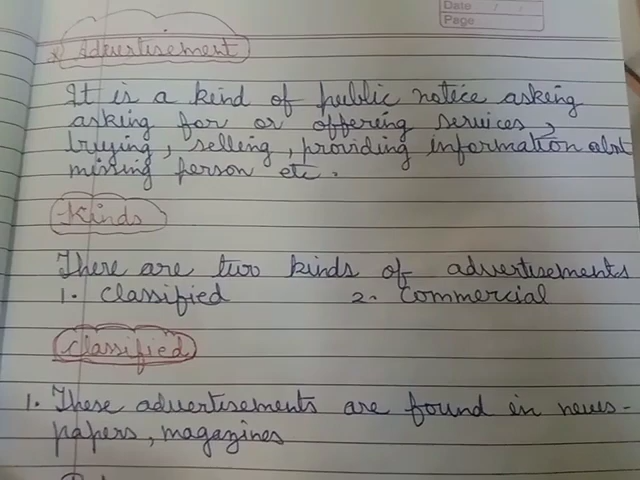 Date / /
Page
* Advertisement
It is a kind of public notice asking
asking for or offering services,
buying, selling, providing information abt
missing person etc.
Kinds
There are two kinds of advertisements
1. Classified 2. Commercial
Classified
1. These advertisements are found in news-
papers, magazines